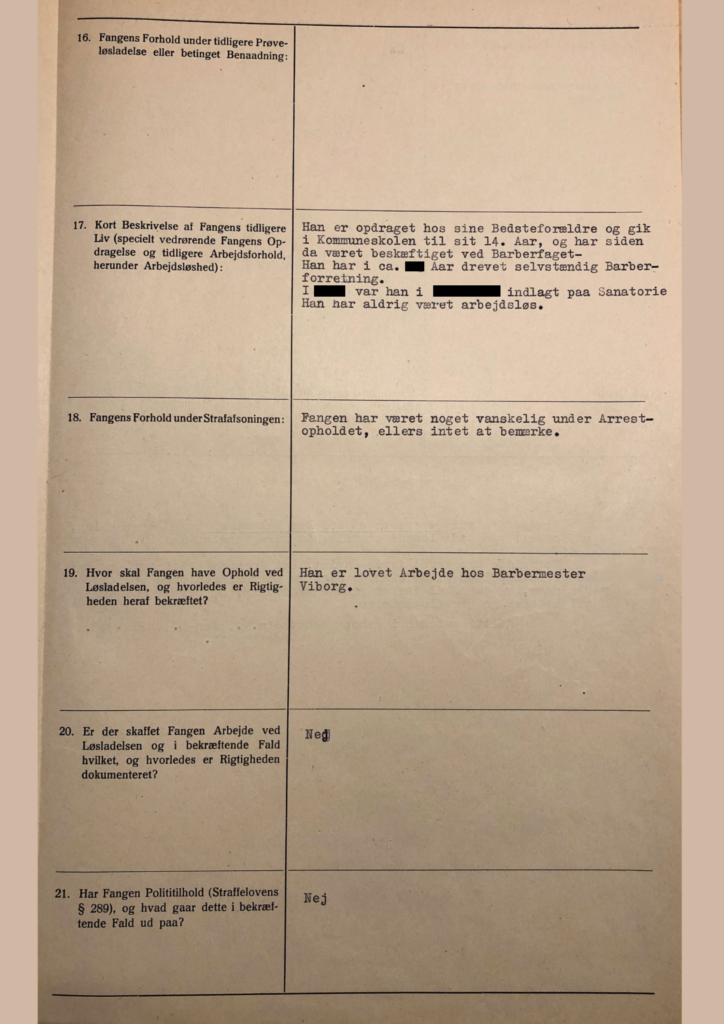 16. Fangens Forhold under tidligere Prøve-
løsladelse eller betinget Benaadning:
17. Kort Beskrivelse af Fangens tidligere
Liv (specielt vedrørende Fangens Op-
dragelse og tidligere Arbejdsforhold,
herunder Arbejdsløshed):
Han er opdraget hos sine Bedsteforældre og gik
i Kommuneskolen til sit 14. Aar, og har siden
da været beskæftiget ved Barberfaget-
Han har i ca. Aar drevet selvstændig Barber-
forretning.
I var han i indlagt paa Sanatorie
Han har aldrig været arbejdsløs.
18. Fangens Forhold under Strafafsoningen:
Fangen har været noget vanskelig under Arrest-
opholdet, ellers intet at bemærke.
19. Hvor skal Fangen have Ophold ved
Løsladelsen, og hvorledes er Rigtig-
heden heraf bekræftet?
Han er lovet Arbejde hos Barbermester
Viborg.
20. Er der skaffet Fangen Arbejde ved
Løsladelsen og i bekræftende Fald
hvilket, og hvorledes er Rigtigheden
dokumenteret?
Nej
21. Har Fangen Polititilhold (Straffelovens
§ 289), og hvad gaar dette i bekræf-
tende Fald ud paa?
Nej